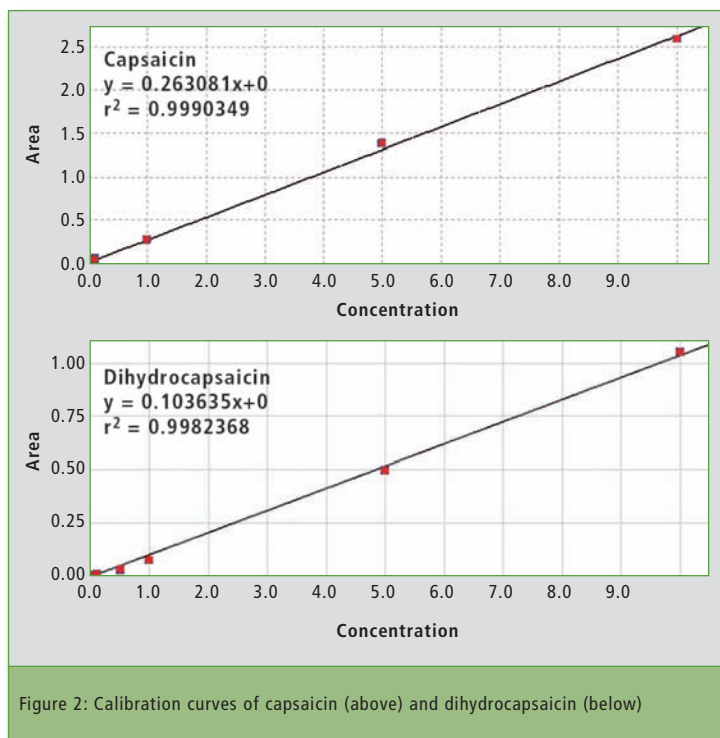 2.5
2.0
1.5
1.0
0.5
0.0
Area
Capsaicin
y = 0.263081x+0
r² = 0.9990349
0.0 1.0 2.0 3.0 4.0 5.0 6.0 7.0 8.0 9.0
Concentration
1.00
0.75
0.50
0.25
0.00
Area
Dihydrocapsaicin
y = 0.103635x+0
r² = 0.9982368
0.0 1.0 2.0 3.0 4.0 5.0 6.0 7.0 8.0 9.0
Concentration
Figure 2: Calibration curves of capsaicin (above) and dihydrocapsaicin (below)